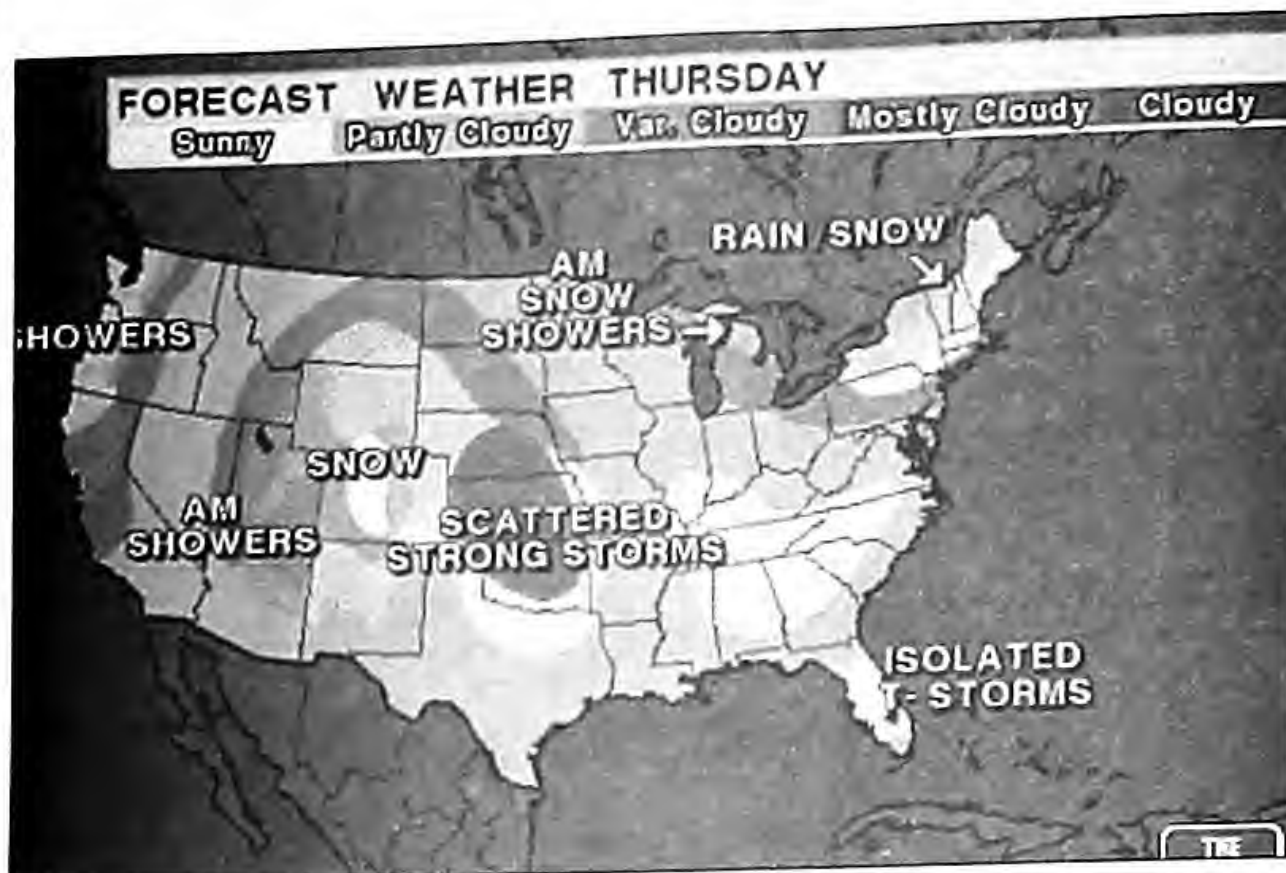 FORECAST WEATHER THURSDAY
Sunny Partly Cloudy Var. Cloudy Mostly Cloudy Cloudy
RAIN/SNOW
AM
SNOW
SHOWERS
SHOWERS
SNOW
AM
SHOWERS
SCATTERED
STRONG STORMS
ISOLATED
T-STORMS